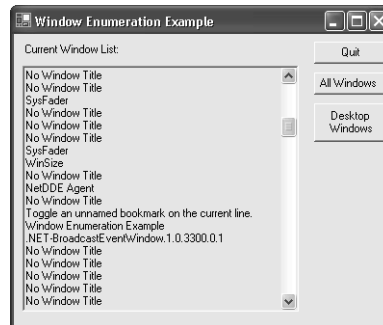 Window Enumeration Example
Current Window List:
Quit
All Windows
Desktop
Windows
No Window Title
No Window Title
SysFader
No Window Title
No Window Title
No Window Title
SysFader
WinSize
No Window Title
NetDDE Agent
No Window Title
Toggle an unnamed bookmark on the current line.
Window Enumeration Example
.NET-BroadcastEventWindow.1.0.3300.0.1
No Window Title
No Window Title
No Window Title
No Window Title
No Window Title